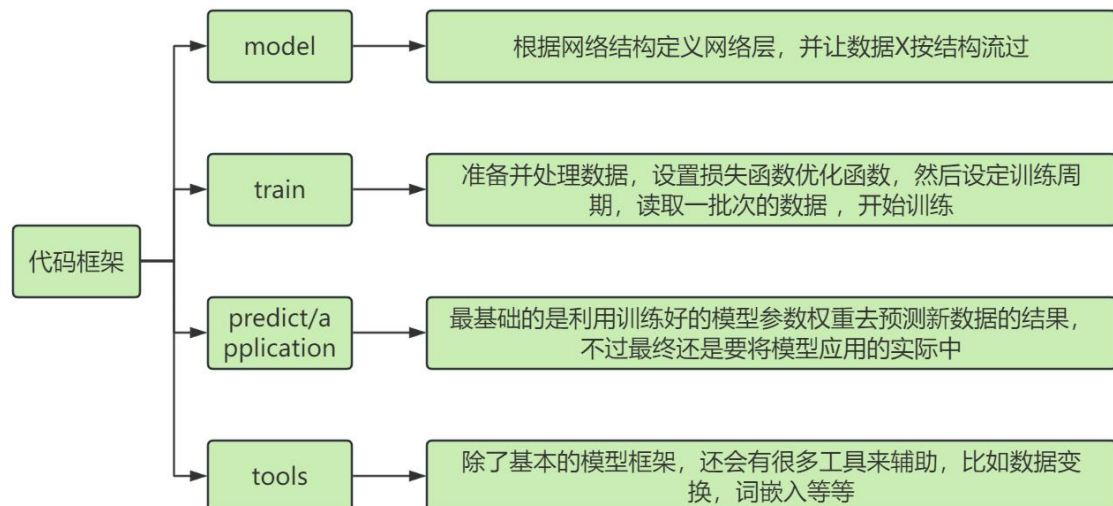 代码框架
model
根据网络结构定义网络层，并让数据X按结构流过
train
准备并处理数据，设置损失函数优化函数，然后设定训练周
期，读取一批次的数据 ，开始训练
predict/a
pplication
最基础的是利用训练好的模型参数权重去预测新数据的结果，
不过最终还是要将模型应用的实际中
tools
除了基本的模型框架，还会有很多工具来辅助，比如数据变
换，词嵌入等等